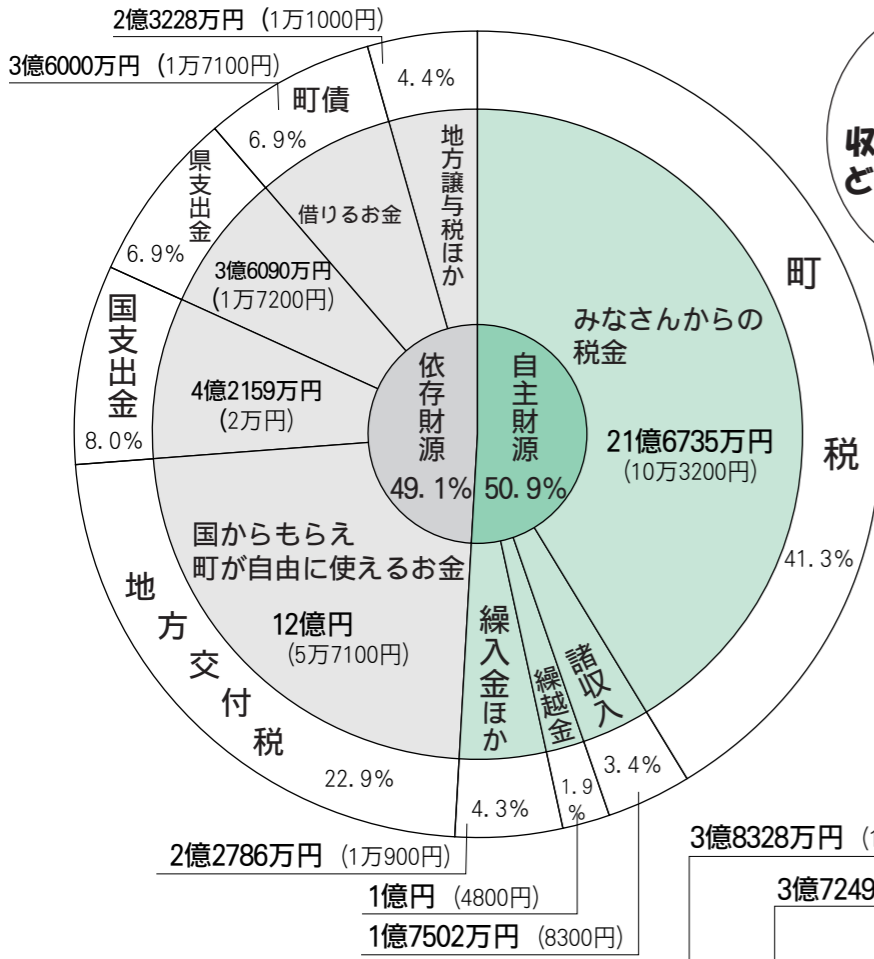 2億3228万円 (1万1000円)
3億6000万円 (1万7100円)
4.4%
町債
6.9%
地方譲与税ほか
借りるお金
県支出金
6.9%
3億6090万円
(1万7200円)
国支出金
8.0%
4億2159万円
(2万円)
依存財源
49.1%
自主財源
50.9%
みなさんからの
税金
21億6735万円
(10万3200円)
町税
41.3%
国からもらえ
町が自由に使えるお金
12億円
(5万7100円)
地方交付税
22.9%
繰入金ほか
4.3%
繰越金
1.9
%
諸収入
3.4%
2億2786万円 (1万900円)
1億円 (4800円)
1億7502万円 (8300円)
収
ど
3億8328万円 (1
3億7249